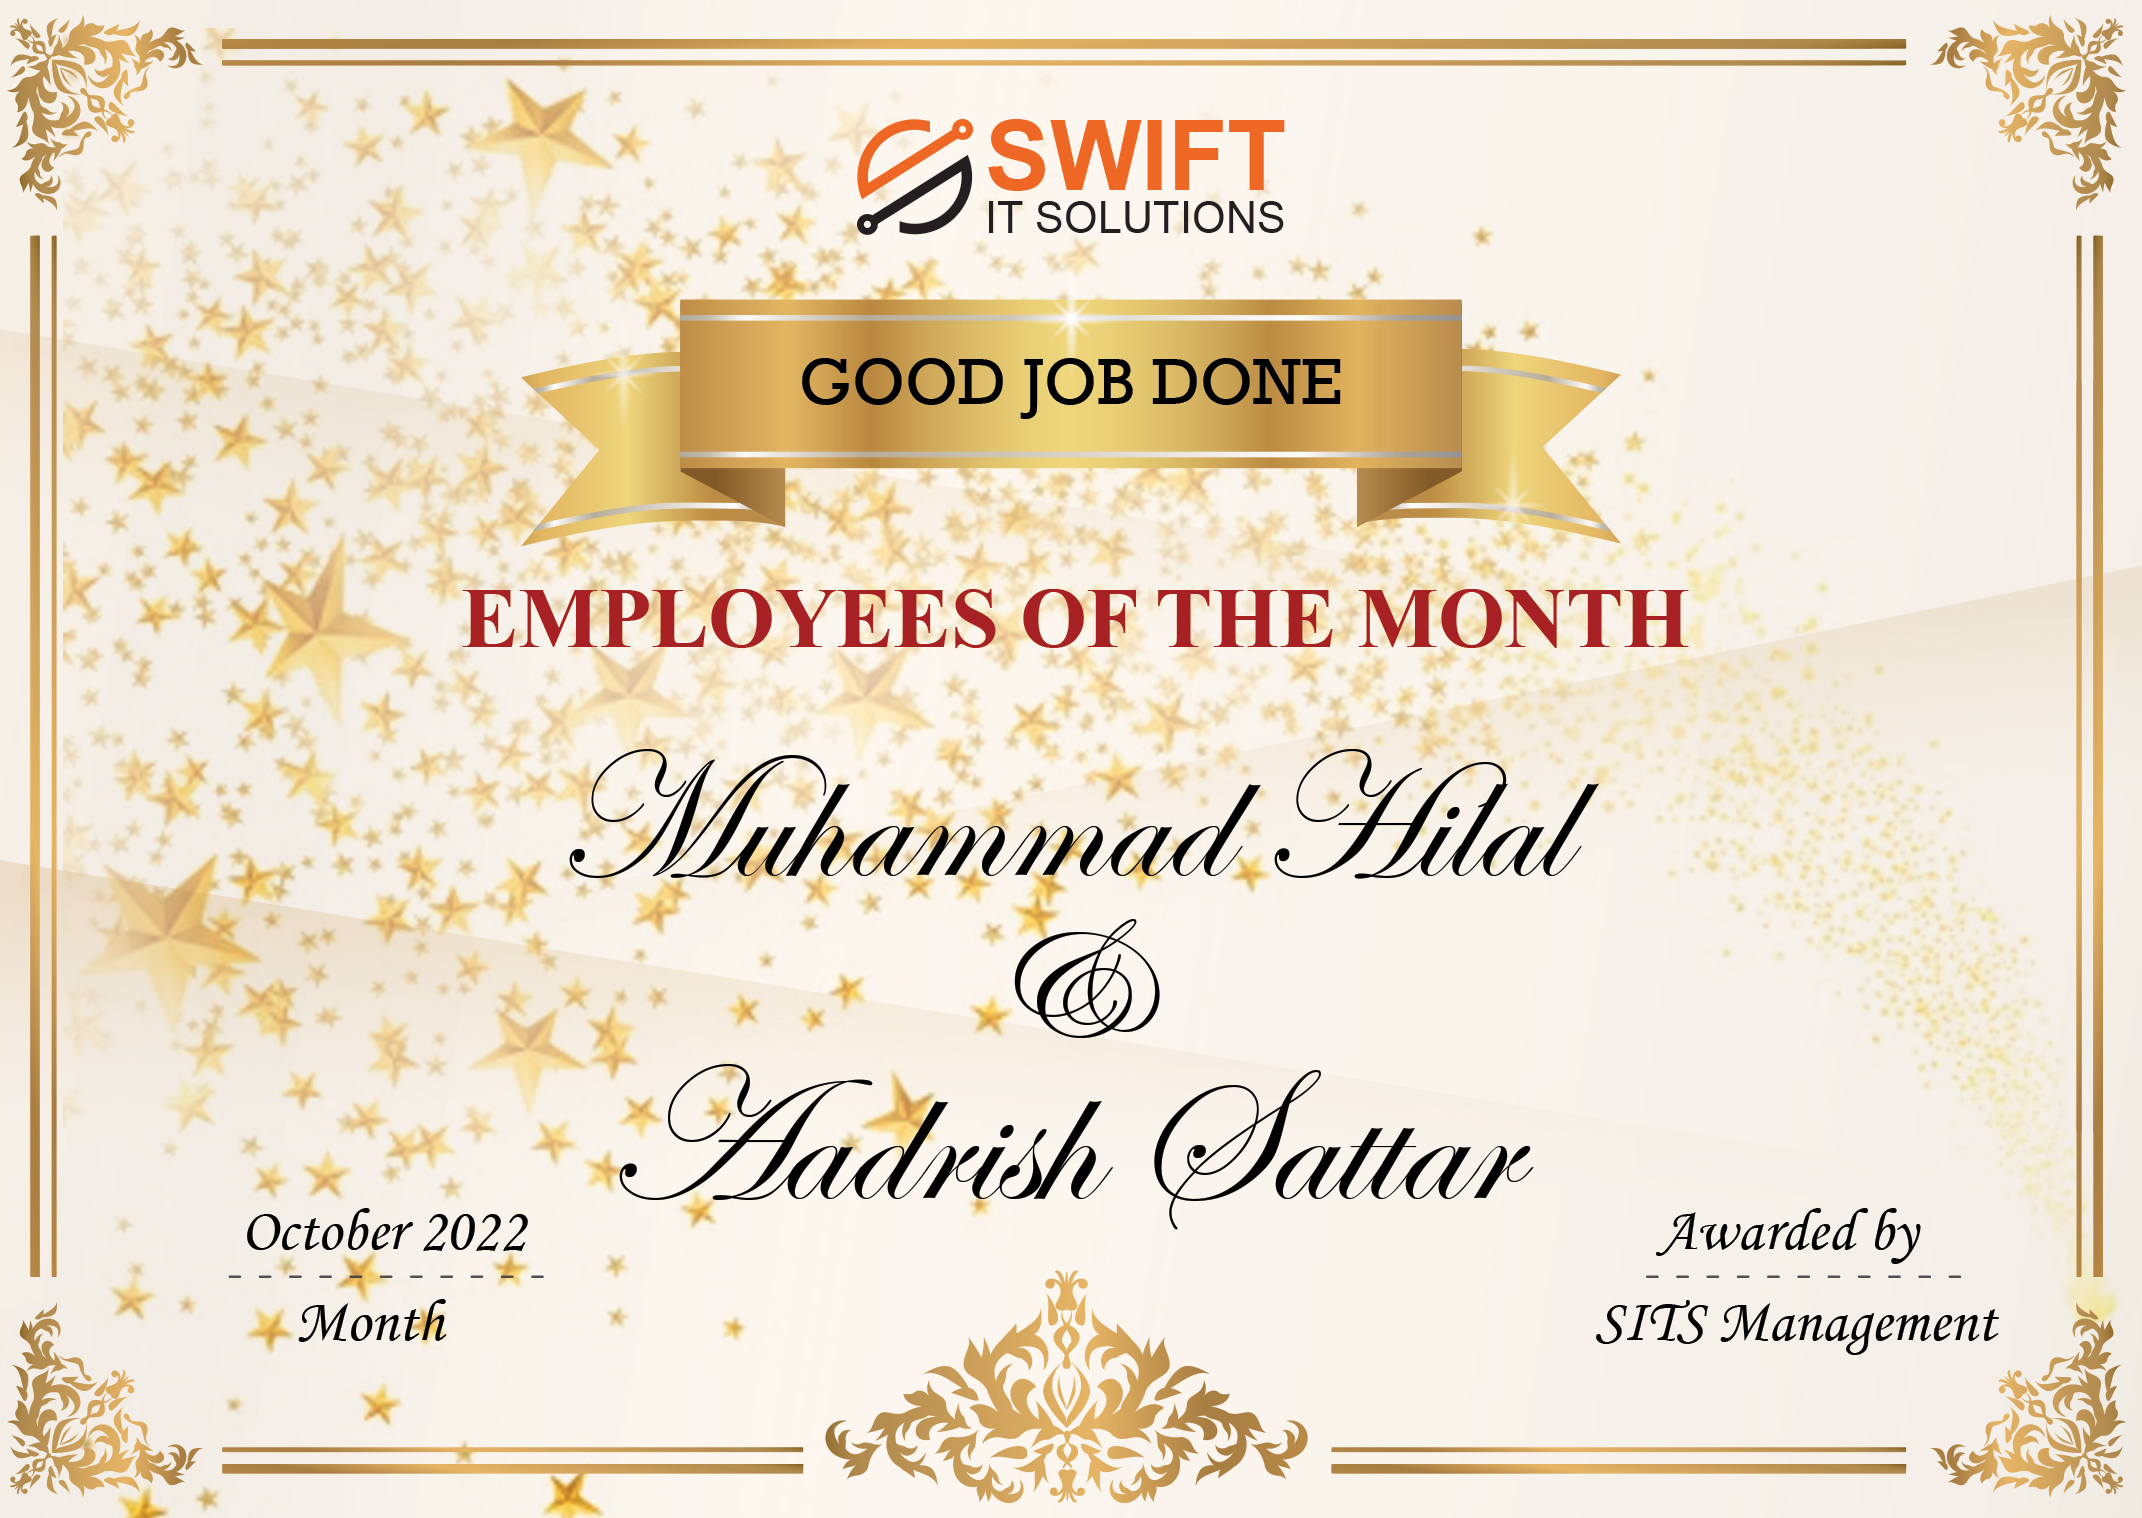 SWIFT
IT SOLUTIONS
GOOD JOB DONE
EMPLOYEES OF THE MONTH
Muhammad Hilal
&
Aadrish Sattar
October 2022
Month
Awarded by
SITS Management